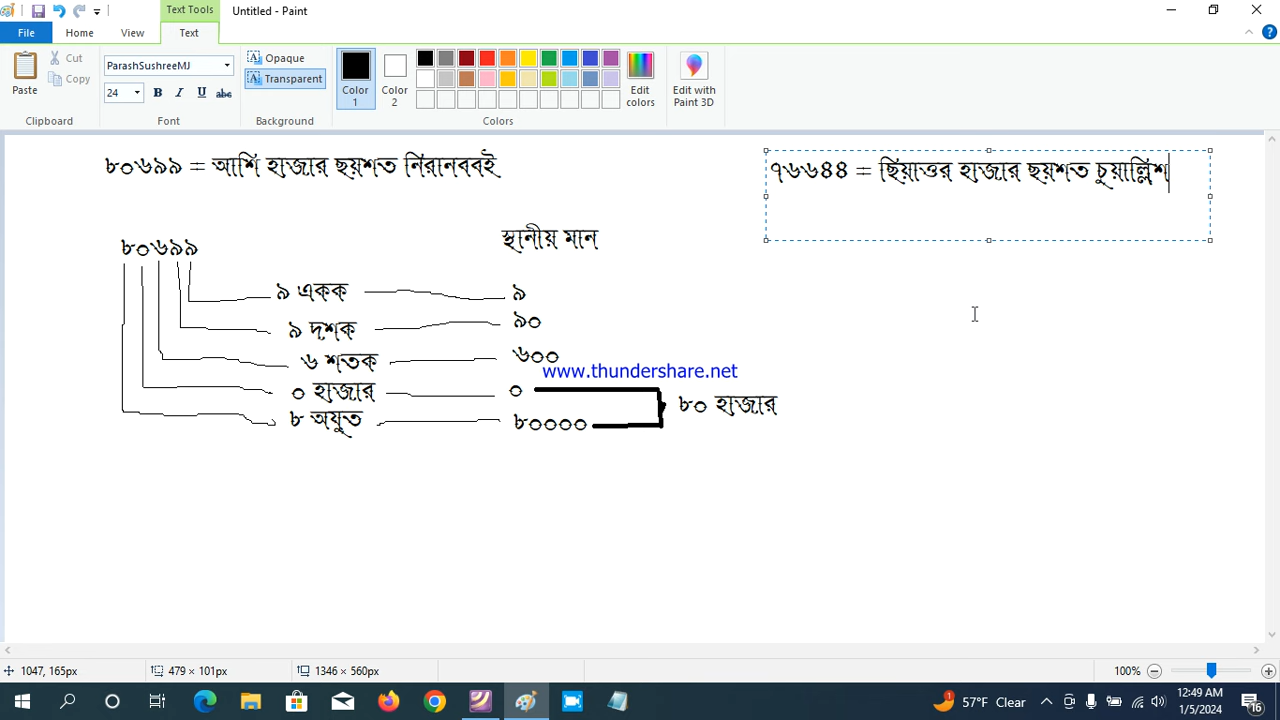 Text Tools
Untitled - Paint
File
Home
View
Text
Paste
Cut
Copy
Clipboard
ParashSushreeMJ
24
B I U abc
Font
Opaque
Transparent
Background
Color 1
Color 2
Edit colors
Edit with Paint 3D
Colors
৮০৬৯৯ = আশি হাজার ছয়শত নিরানববই
৭৬৬৪৪ = ছিয়াত্তর হাজার ছয়শত চুয়াল্লিশ
৮০৬৯৯
স্থানীয় মান
৯ একক ৯
৯ দশক ৯০
৬ শতক ৬০০
www.thundershare.net
০ হাজার ০
৮০ হাজার
৮ অযুত ৮০০০০
1047, 165px
479 × 101px
1346 × 560px
100%
1
57°F Clear
12:49 AM
1/5/2024
16